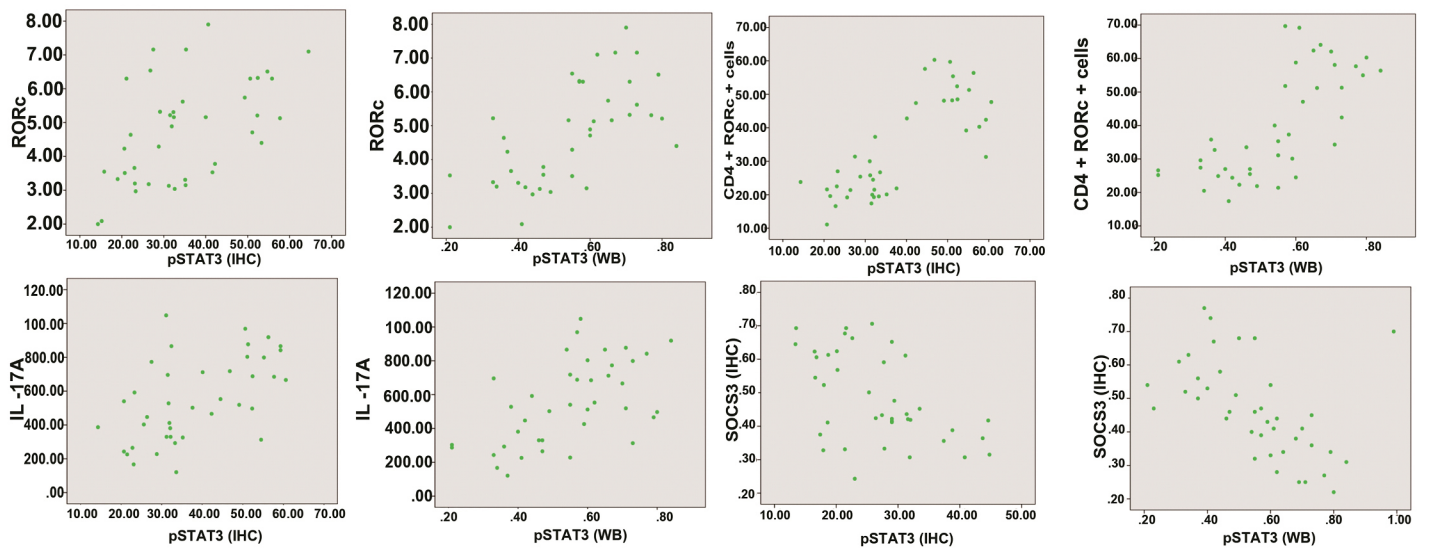 RORc
8.00
7.00
6.00
5.00
4.00
3.00
2.00
10.00 20.00 30.00 40.00 50.00 60.00 70.00
pSTAT3 (IHC)
RORc
8.00
7.00
6.00
5.00
4.00
3.00
2.00
.20 .40 .60 .80
pSTAT3 (WB)
CD4 + RORc + cells
70.00
60.00
50.00
40.00
30.00
20.00
10.00
10.00 20.00 30.00 40.00 50.00 60.00 70.00
pSTAT3 (IHC)
CD4 + RORc + cells
70.00
60.00
50.00
40.00
30.00
20.00
10.00
.20 .40 .60 .80
pSTAT3 (WB)
IL -17A
120.00
100.00
800.00
600.00
400.00
200.00
.00
10.00 20.00 30.00 40.00 50.00 60.00 70.00
pSTAT3 (IHC)
IL -17A
120.00
100.00
800.00
600.00
400.00
200.00
.00
.20 .40 .60 .80
pSTAT3 (WB)
SOCS3 (IHC)
.80
.70
.60
.50
.40
.30
.20
10.00 20.00 30.00 40.00 50.00
pSTAT3 (IHC)
SOCS3 (IHC)
.80
.70
.60
.50
.40
.30
.20
.20 .40 .60 .80 1.00
pSTAT3 (WB)